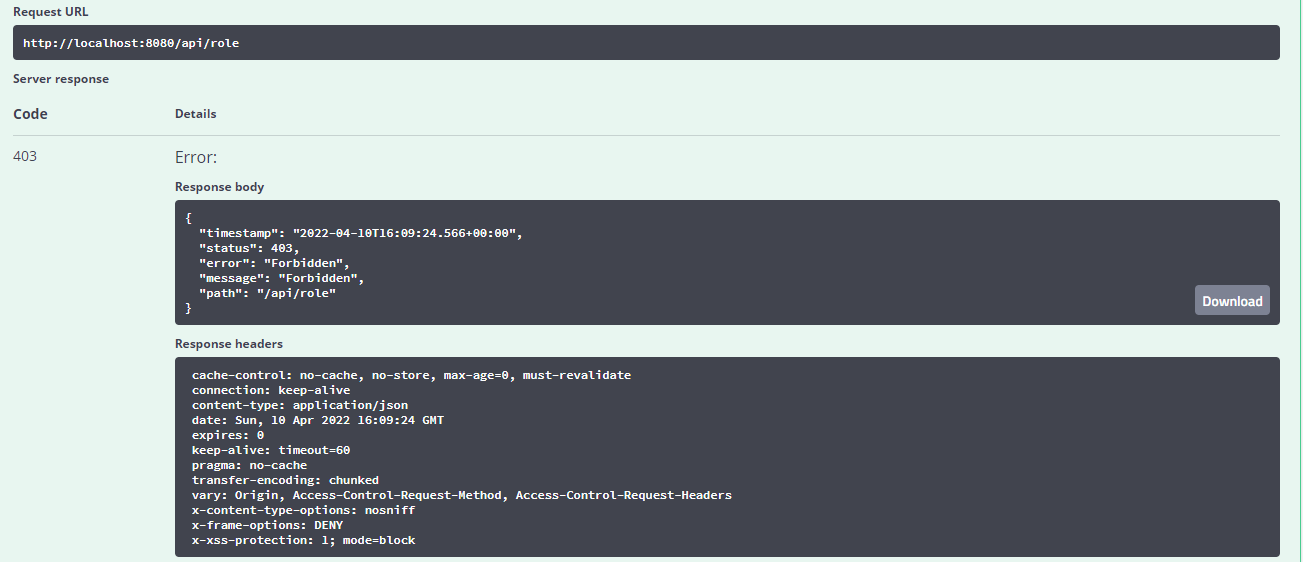 Request URL
http://localhost:8080/api/role
Server response
Code Details
403 Error:
Response body
{
"timestamp": "2022-04-10T16:09:24.566+00:00",
"status": 403,
"error": "Forbidden",
"message": "Forbidden",
"path": "/api/role"
}
Download
Response headers
cache-control: no-cache, no-store, max-age=0, must-revalidate
connection: keep-alive
content-type: application/json
date: Sun, 10 Apr 2022 16:09:24 GMT
expires: 0
keep-alive: timeout=60
pragma: no-cache
transfer-encoding: chunked
vary: Origin, Access-Control-Request-Method, Access-Control-Request-Headers
x-content-type-options: nosniff
x-frame-options: DENY
x-xss-protection: 1; mode=block